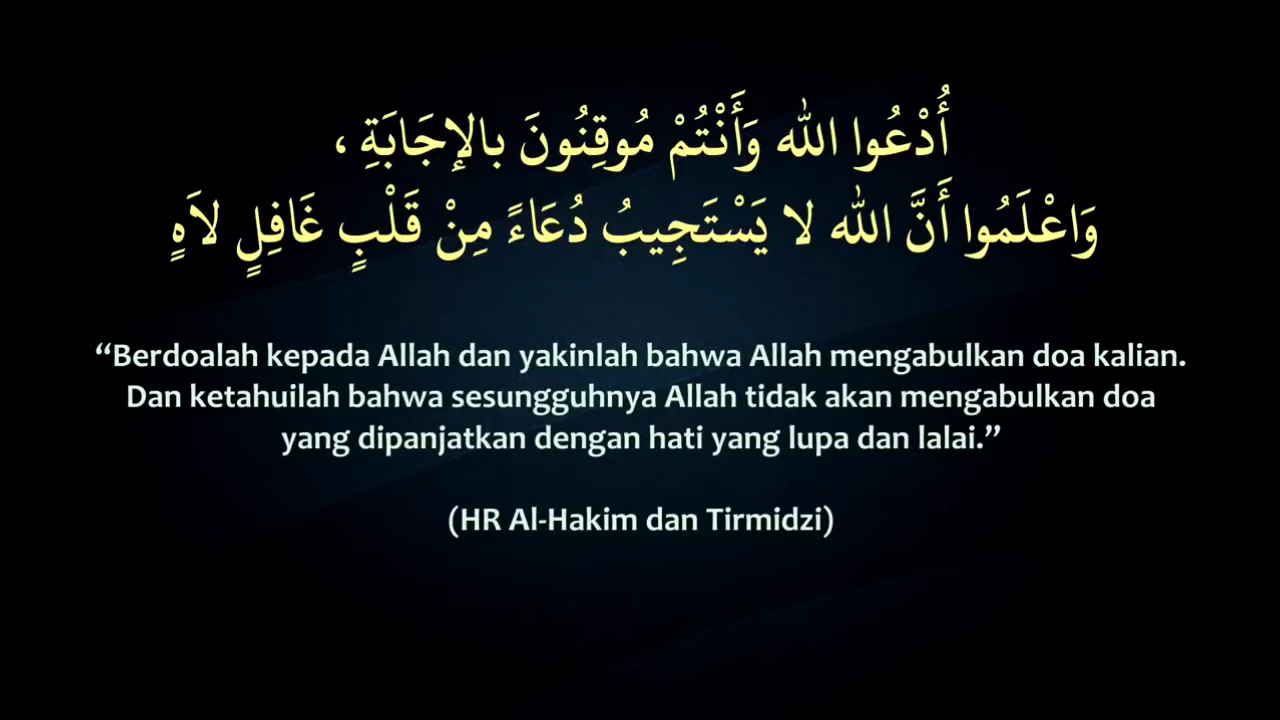 أُدْعُوا الله وَأَنْتُمْ مُوقِنُونَ بالإجَابَةِ ،
وَاعْلَمُوا أَنَّ الله لا يَسْتَجِيبُ دُعَاءً مِنْ قَلْبٍ غَافِلٍ لاَهٍ
“Berdoalah kepada Allah dan yakinlah bahwa Allah mengabulkan doa kalian.
Dan ketahuilah bahwa sesungguhnya Allah tidak akan mengabulkan doa
yang dipanjatkan dengan hati yang lupa dan lalai.”
(HR Al-Hakim dan Tirmidzi)